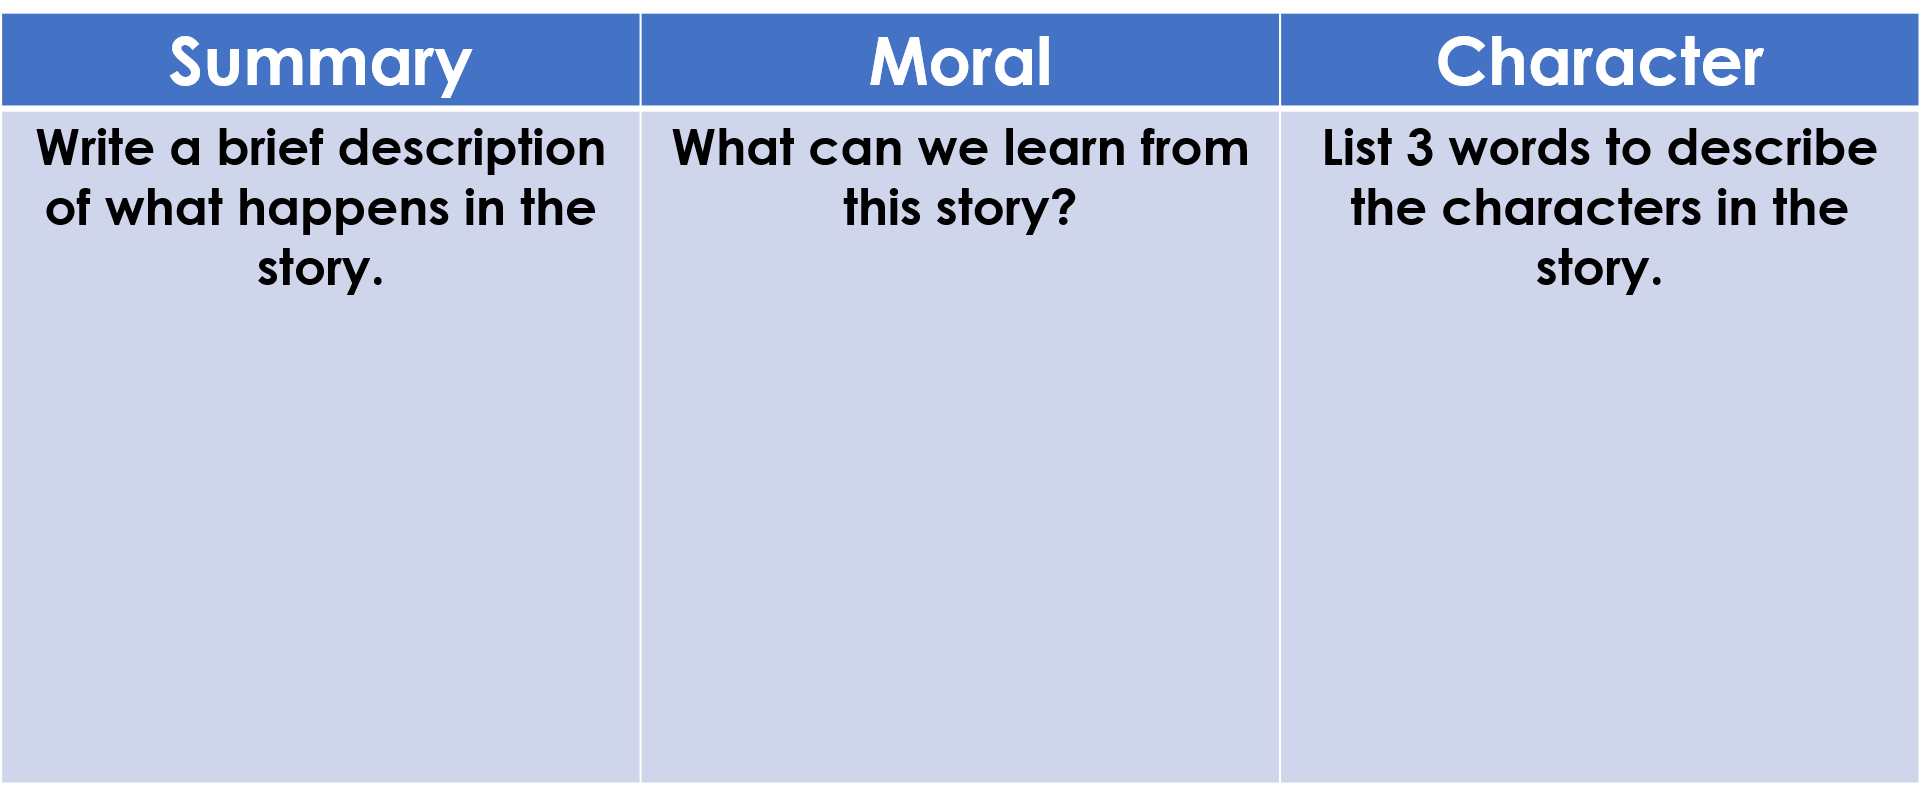 Summary
Moral
Character
Write a brief description
of what happens in the
story.
What can we learn from
this story?
List 3 words to describe
the characters in the
story.